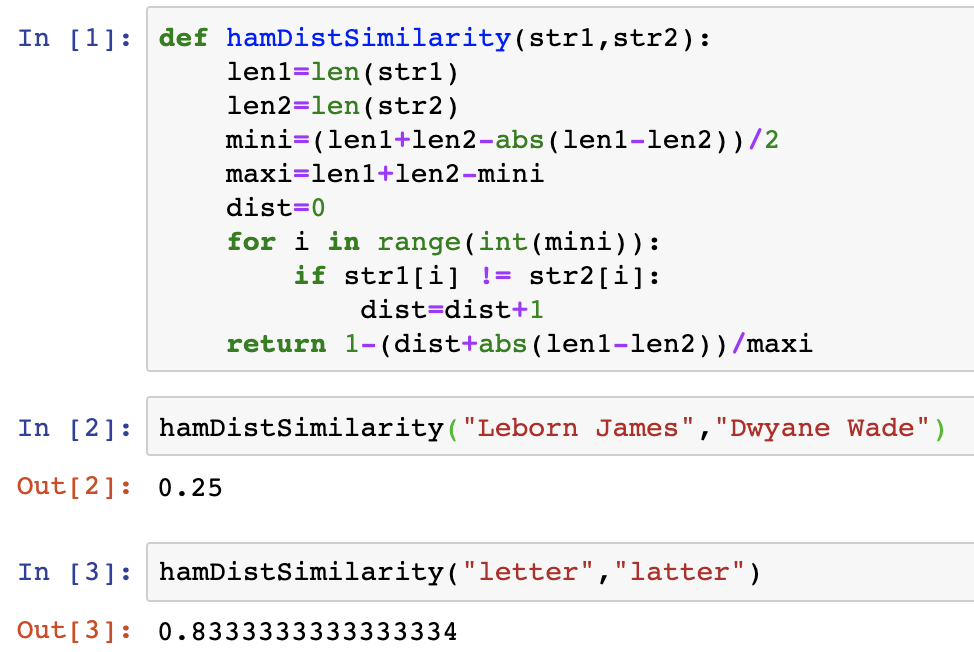 In [1]: def hamDistSimilarity(str1,str2):
    len1=len(str1)
    len2=len(str2)
    mini=(len1+len2-abs(len1-len2))/2
    maxi=len1+len2-mini
    dist=0
    for i in range(int(mini)):
        if str1[i] != str2[i]:
            dist=dist+1
    return 1-(dist+abs(len1-len2))/maxi
In [2]: hamDistSimilarity("Leborn James","Dwyane Wade")
Out[2]: 0.25
In [3]: hamDistSimilarity("letter","latter")
Out[3]: 0.8333333333333334